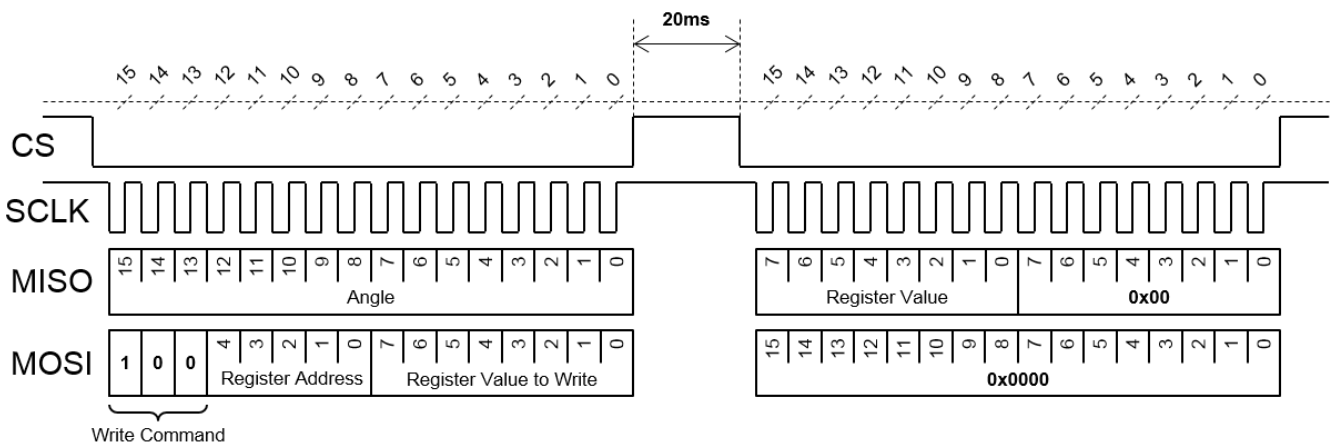 20ms
15 14 13 12 11 10 9 8 7 6 5 4 3 2 1 0 15 14 13 12 11 10 9 8 7 6 5 4 3 2 1 0
CS
SCLK
MISO 15 14 13 12 11 10 9 8 7 6 5 4 3 2 1 0 7 6 5 4 3 2 1 0 7 6 5 4 3 2 1 0
Angle Register Value 0x00
MOSI 1 0 0 4 3 2 1 0 7 6 5 4 3 2 1 0 15 14 13 12 11 10 9 8 7 6 5 4 3 2 1 0
Register Address Register Value to Write 0x0000
Write Command